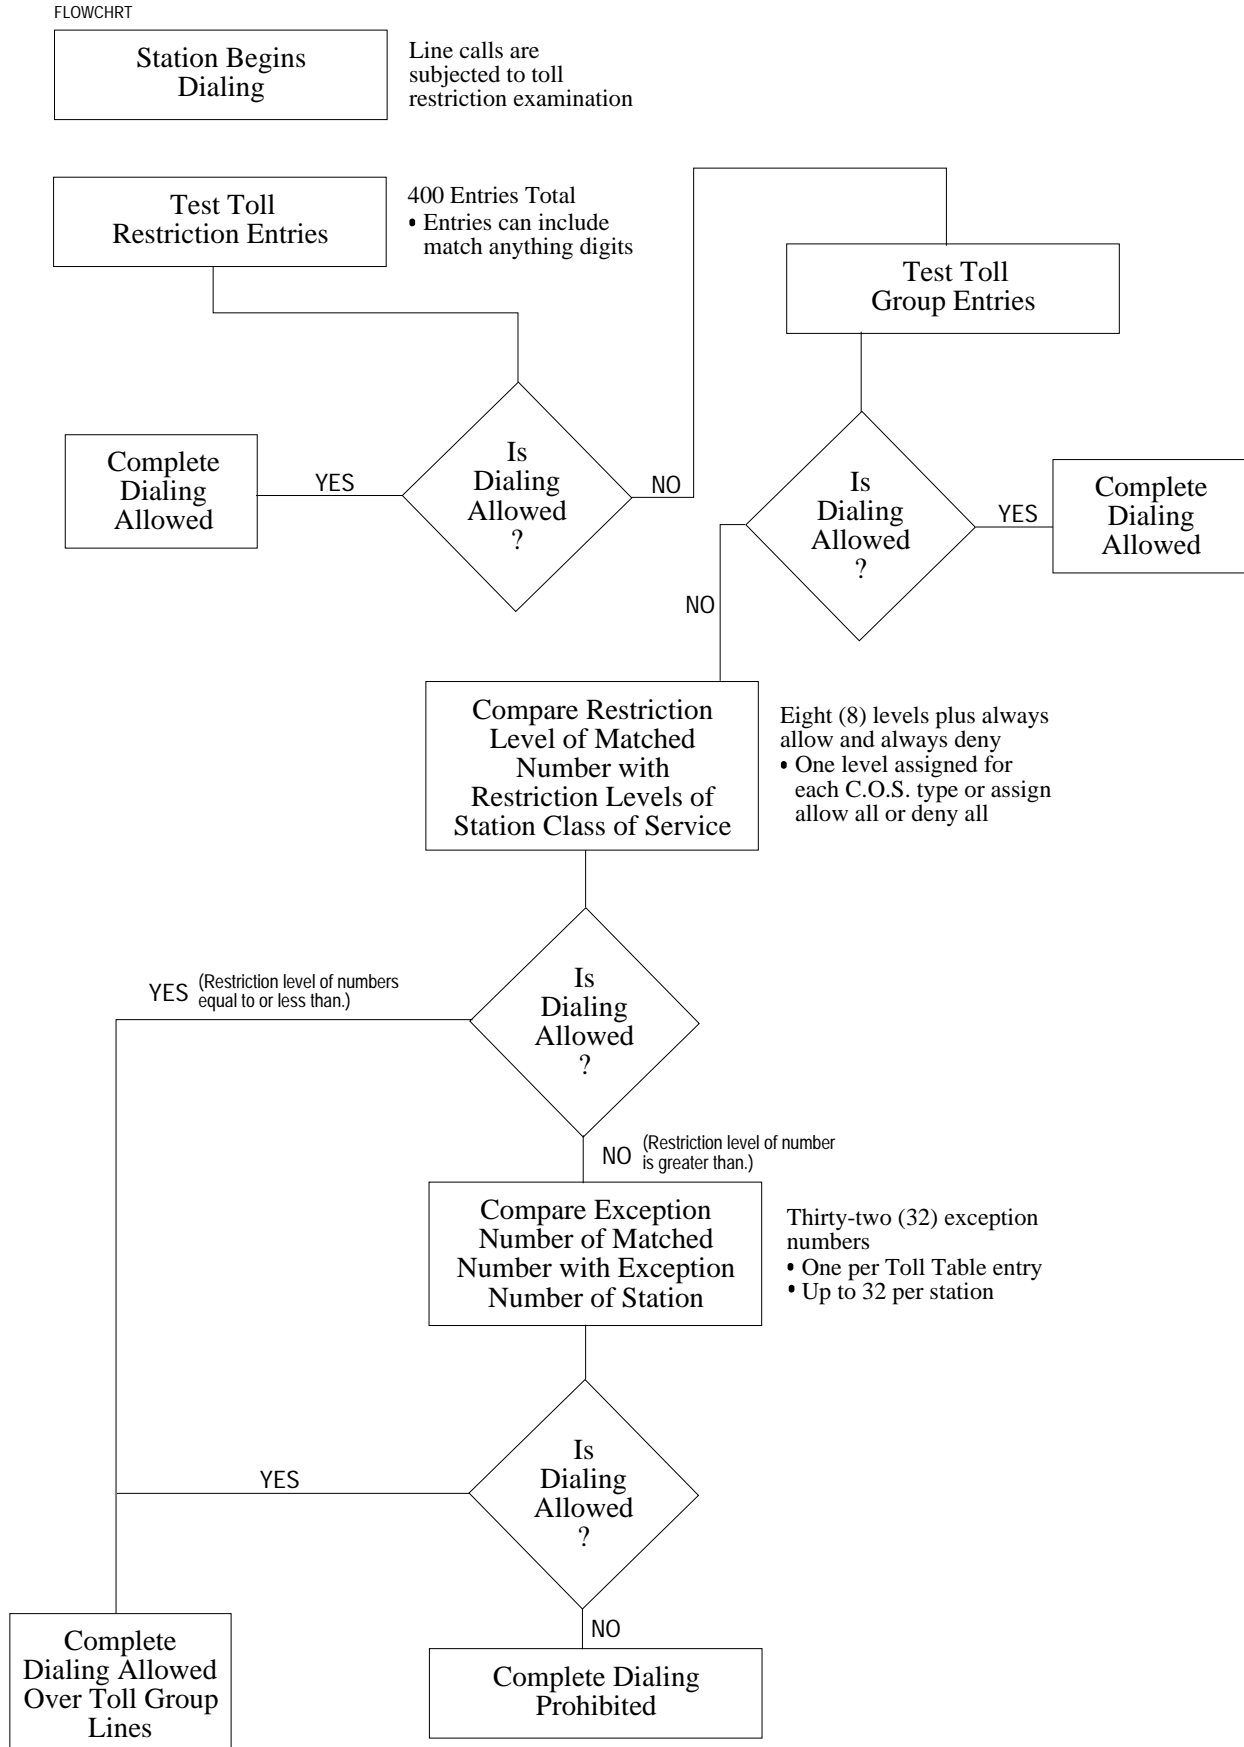 FLOWCHRT
Station Begins
Dialing
Line calls are
subjected to toll
restriction examination
Test Toll
Restriction Entries
400 Entries Total
• Entries can include
match anything digits
Test Toll
Group Entries
Is
Dialing
Allowed
?
YES
Complete
Dialing
Allowed
NO
Is
Dialing
Allowed
?
YES
Complete
Dialing
Allowed
NO
Compare Restriction
Level of Matched
Number with
Restriction Levels of
Station Class of Service
Eight (8) levels plus always
allow and always deny
• One level assigned for
each C.O.S. type or assign
allow all or deny all
Is
Dialing
Allowed
?
YES (Restriction level of numbers
equal to or less than.)
NO (Restriction level of number
is greater than.)
Compare Exception
Number of Matched
Number with Exception
Number of Station
Thirty-two (32) exception
numbers
• One per Toll Table entry
• Up to 32 per station
Is
Dialing
Allowed
?
YES
NO
Complete
Dialing Allowed
Over Toll Group
Lines
Complete Dialing
Prohibited